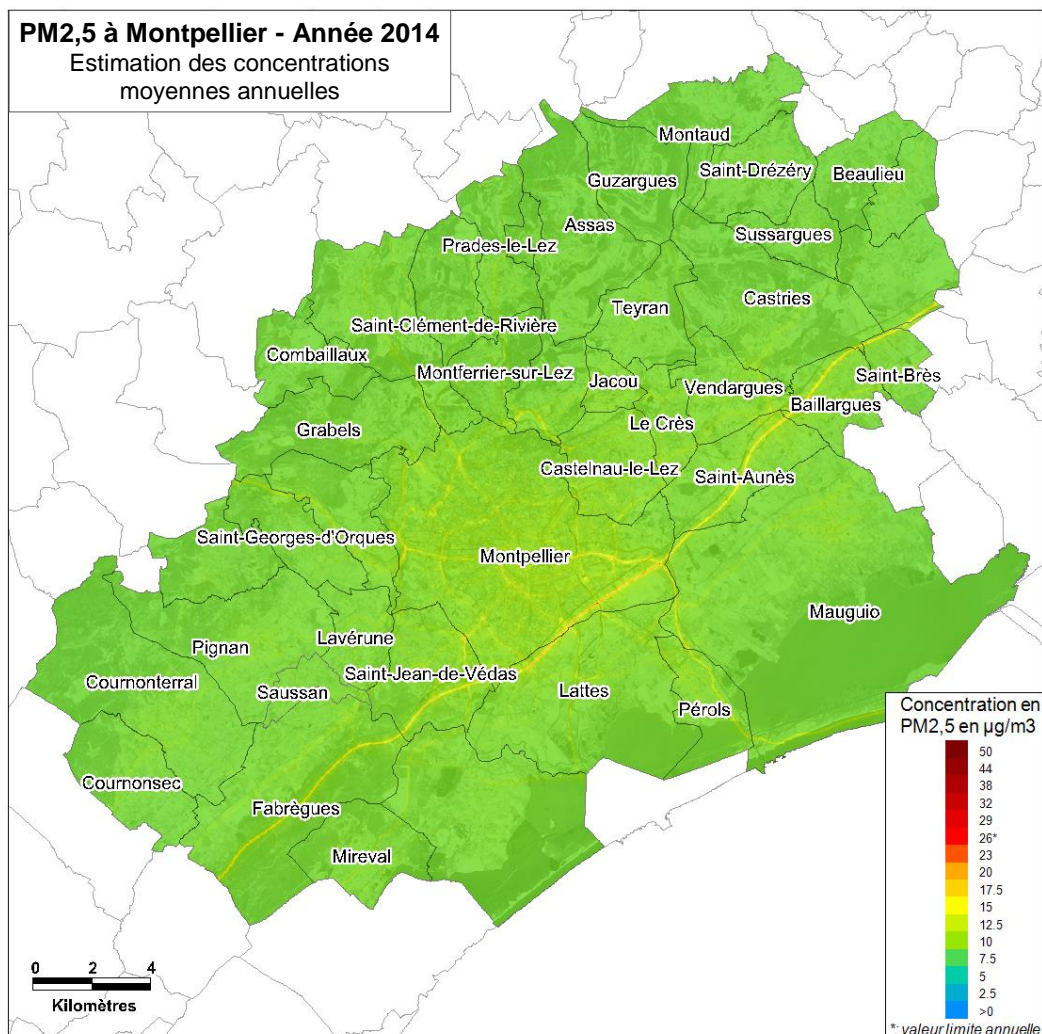 PM2,5 à Montpellier - Année 2014
Estimation des concentrations
moyennes annuelles
Montaud
Saint-Drézéry
Beaulieu
Guzargues
Assas
Sussargues
Prades-le-Lez
Castries
Teyran
Saint-Clément-de-Rivière
Combaillaux
Montferrier-sur-Lez
Jacou
Vendargues
Saint-Brès
Baillargues
Le Crès
Grabels
Castelnau-le-Lez
Saint-Aunès
Saint-Georges-d'Orques
Montpellier
Mauguio
Lavérune
Pignan
Saint-Jean-de-Védas
Cournonterral
Saussan
Lattes
Pérols
Cournonsec
Fabrègues
Mireval
Concentration en
PM2,5 en µg/m3
50
44
38
32
29
26*
23
20
17.5
15
12.5
10
7.5
5
2.5
>0
*: valeur limite annuelle
0 2 4
Kilomètres